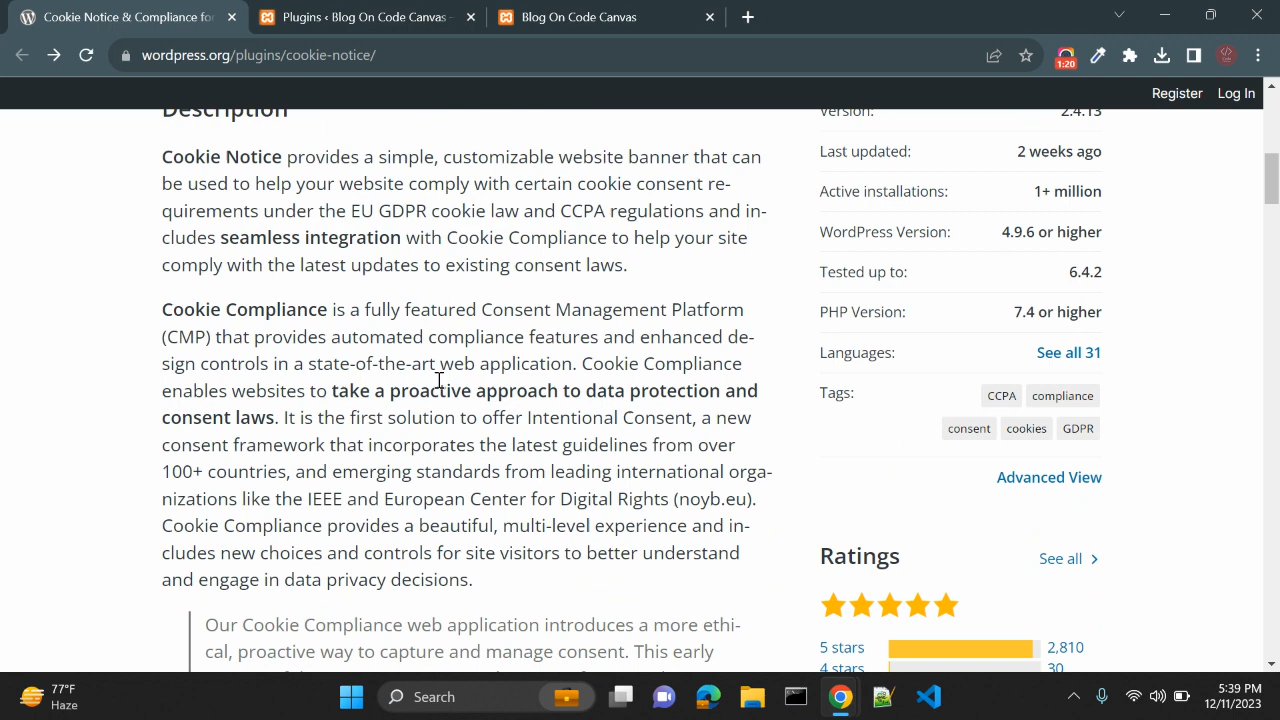 Cookie Notice & Compliance for
Plugins ‹ Blog On Code Canvas
Blog On Code Canvas
wordpress.org/plugins/cookie-notice/
1:20
Register
Log In
Description
Cookie Notice provides a simple, customizable website banner that can
be used to help your website comply with certain cookie consent re-
quirements under the EU GDPR cookie law and CCPA regulations and in-
cludes seamless integration with Cookie Compliance to help your site
comply with the latest updates to existing consent laws.
Cookie Compliance is a fully featured Consent Management Platform
(CMP) that provides automated compliance features and enhanced de-
sign controls in a state-of-the-art web application. Cookie Compliance
enables websites to take a proactive approach to data protection and
consent laws. It is the first solution to offer Intentional Consent, a new
consent framework that incorporates the latest guidelines from over
100+ countries, and emerging standards from leading international orga-
nizations like the IEEE and European Center for Digital Rights (noyb.eu).
Cookie Compliance provides a beautiful, multi-level experience and in-
cludes new choices and controls for site visitors to better understand
and engage in data privacy decisions.
Our Cookie Compliance web application introduces a more ethi-
cal, proactive way to capture and manage consent. This early
Version: 2.4.13
Last updated: 2 weeks ago
Active installations: 1+ million
WordPress Version: 4.9.6 or higher
Tested up to: 6.4.2
PHP Version: 7.4 or higher
Languages: See all 31
Tags: CCPA compliance
consent cookies GDPR
Advanced View
Ratings
See all
5 stars 2,810
4 stars 30
77°F
Haze
Search
5:39 PM
12/11/2023